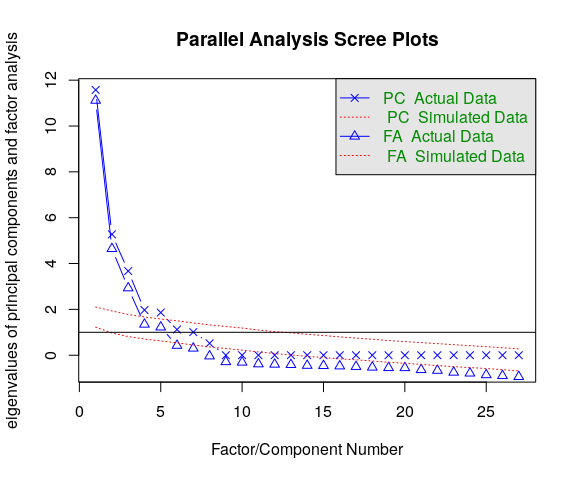 Parallel Analysis Scree Plots
eigenvalues of principal components and factor analysis
12
10
8
6
4
2
0
PC  Actual Data
PC  Simulated Data
FA  Actual Data
FA  Simulated Data
0 5 10 15 20 25
Factor/Component Number